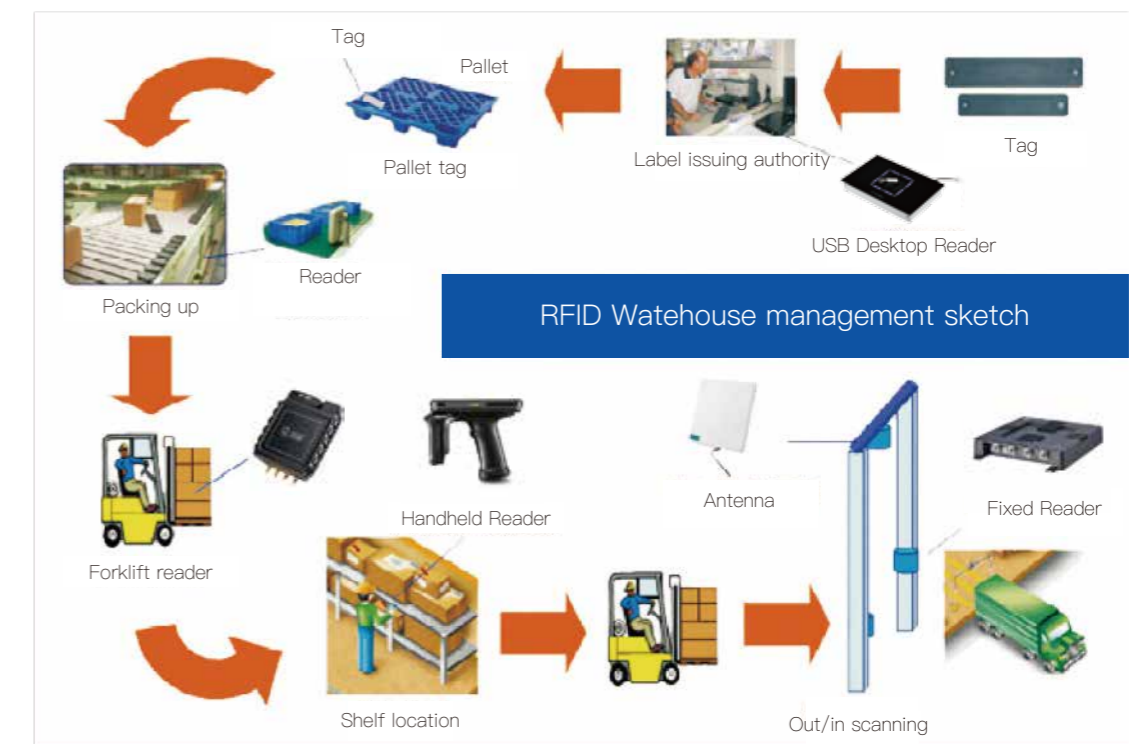 Tag
Pallet
Pallet tag
Label issuing authority
Tag
USB Desktop Reader
Reader
Packing up
RFID Watehouse management sketch
Handheld Reader
Antenna
Fixed Reader
Forklift reader
Shelf location
Out/in scanning